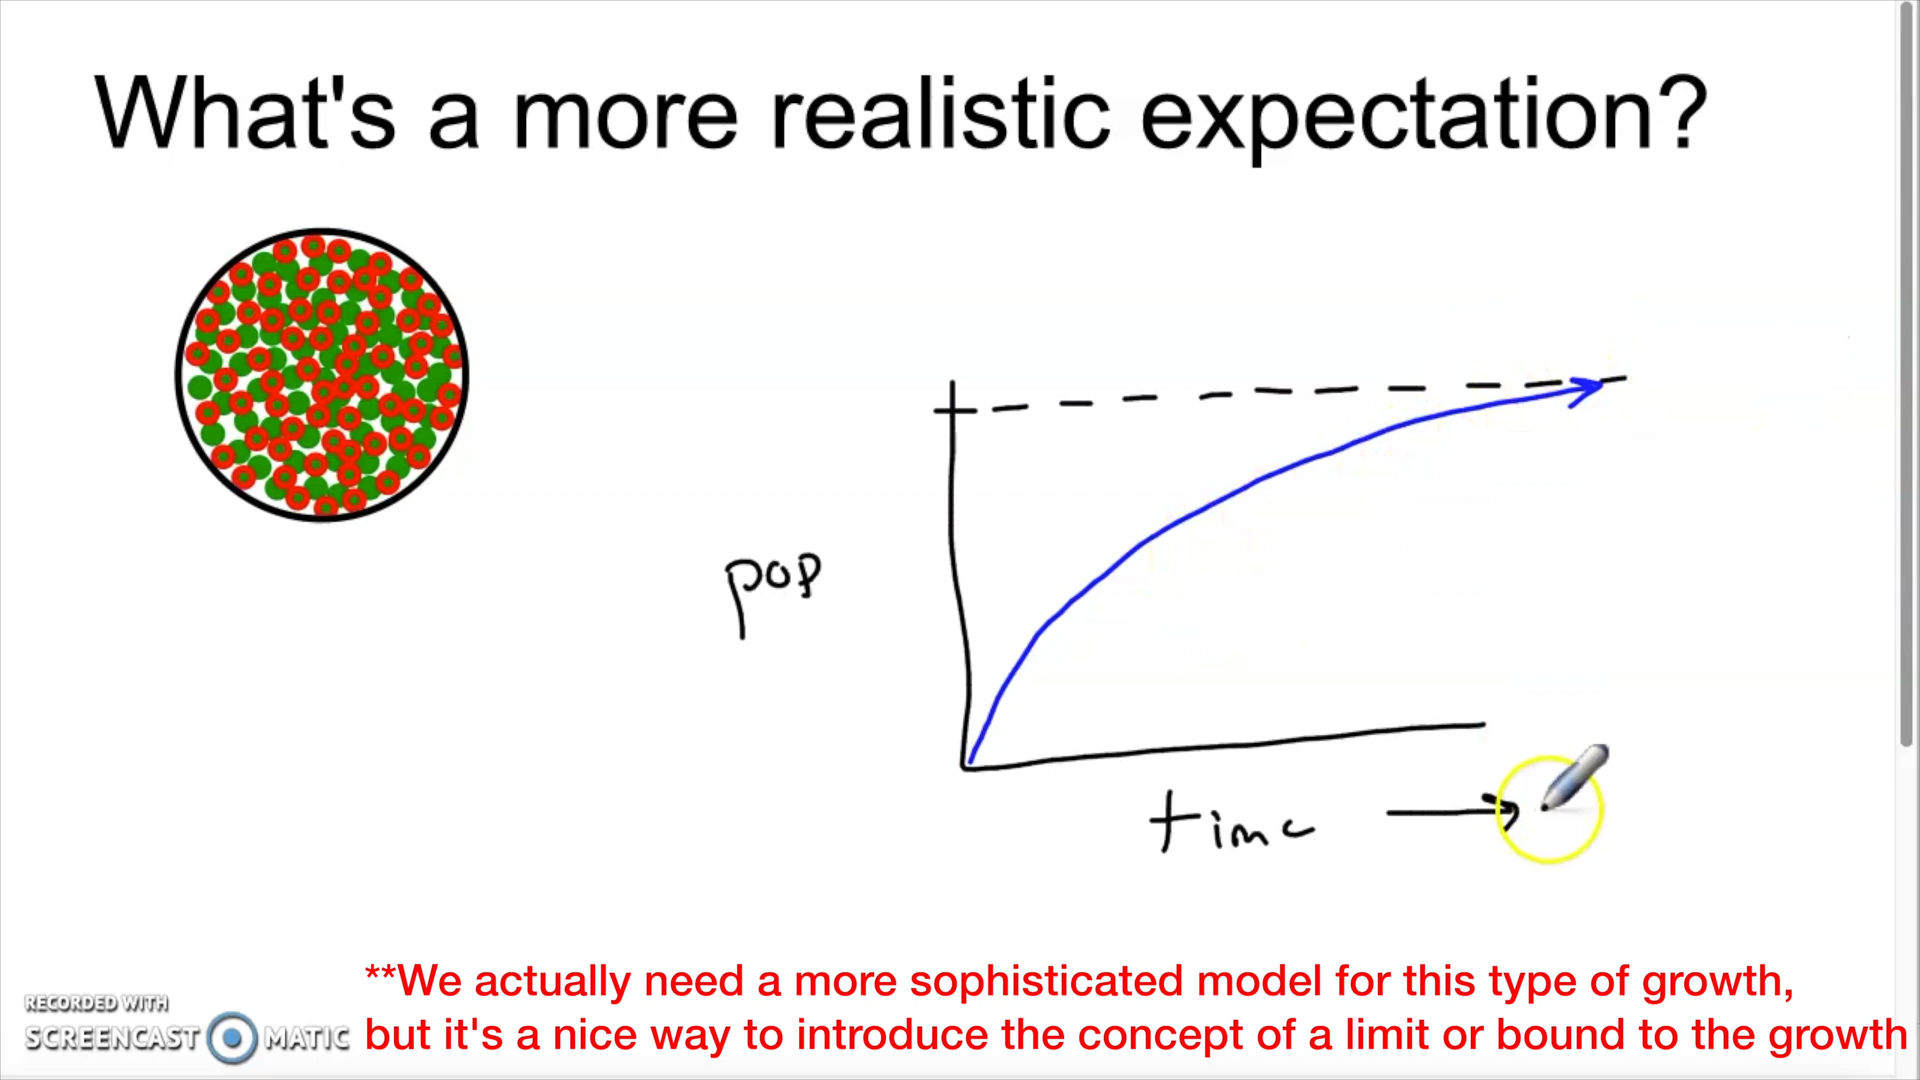 What's a more realistic expectation?
pop
time
**We actually need a more sophisticated model for this type of growth,
but it's a nice way to introduce the concept of a limit or bound to the growth
RECORDED WITH
SCREENCAST MATIC